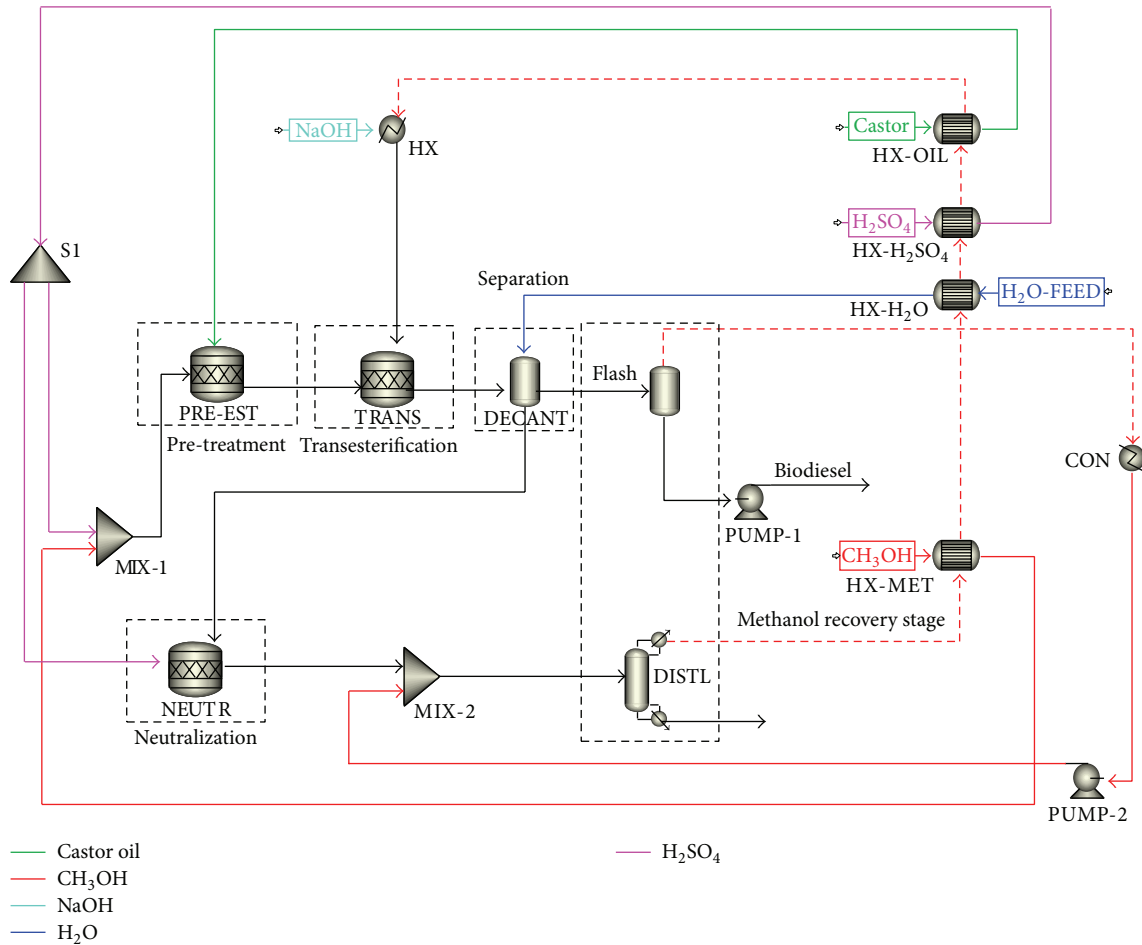 NaOH
HX
Castor
HX-OIL
H₂SO₄
HX-H₂SO₄
S1
Separation
H₂O-FEED
HX-H₂O
Flash
PRE-EST
TRANS
DECANT
Pre-treatment
Transesterification
CON
Biodiesel
PUMP-1
MIX-1
CH₃OH
HX-MET
Methanol recovery stage
DISTL
NEUTR
MIX-2
Neutralization
PUMP-2
Castor oil
H₂SO₄
CH₃OH
NaOH
H₂O